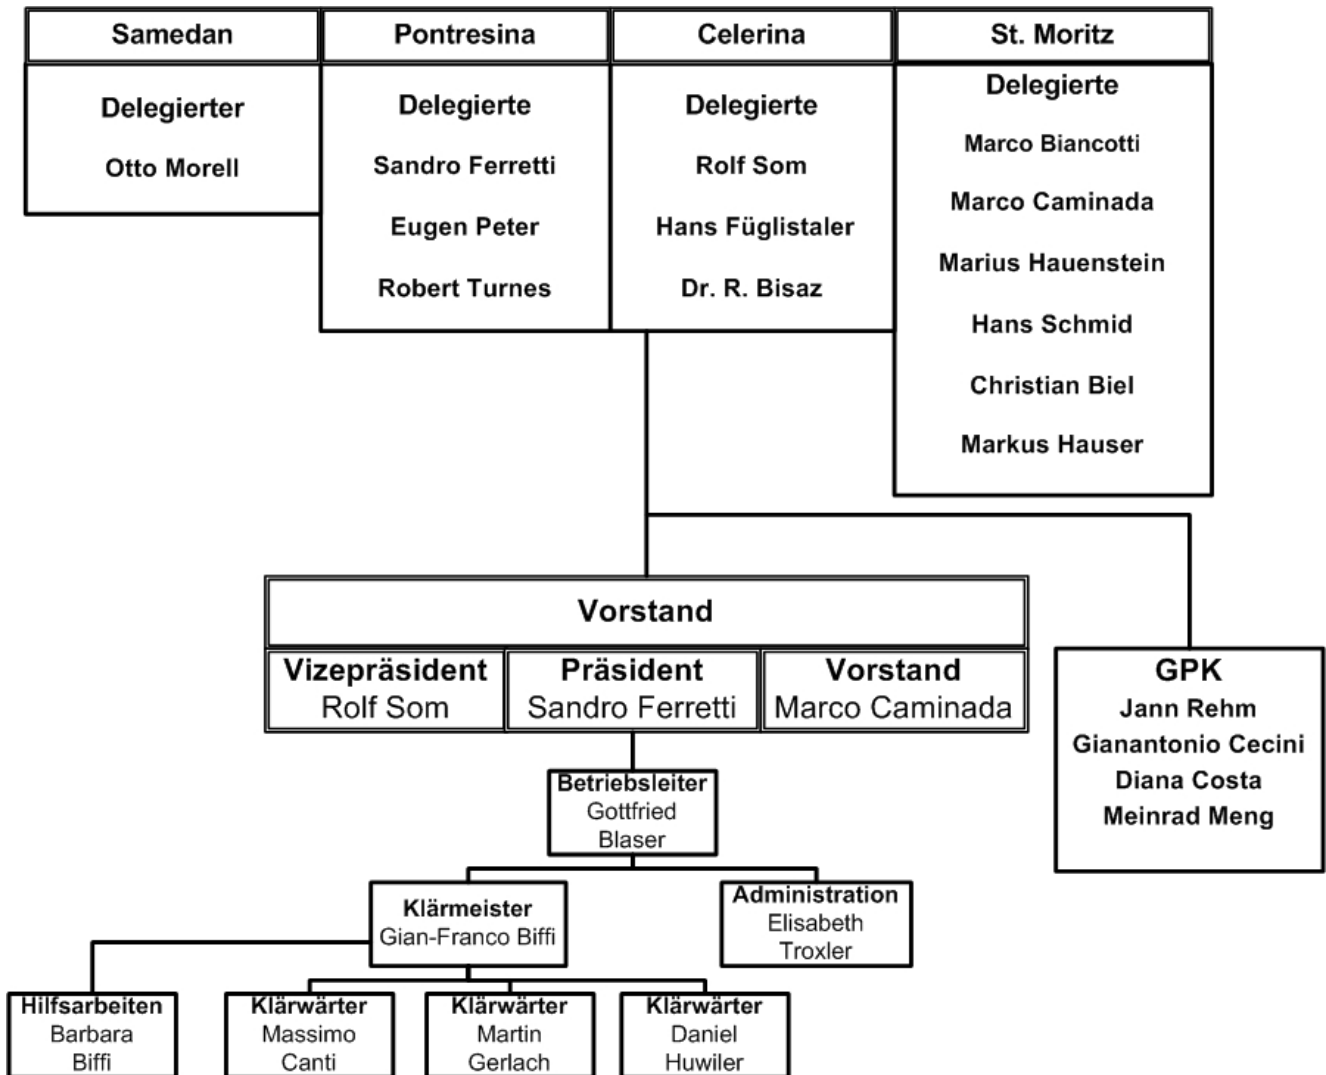 Samedan
Delegierter
Otto Morell
Pontresina
Delegierte
Sandro Ferretti
Eugen Peter
Robert Turnes
Celerina
Delegierte
Rolf Som
Hans Füglistaler
Dr. R. Bisaz
St. Moritz
Delegierte
Marco Biancotti
Marco Caminada
Marius Hauenstein
Hans Schmid
Christian Biel
Markus Hauser
Vorstand
Vizepräsident
Rolf Som
Präsident
Sandro Ferretti
Vorstand
Marco Caminada
GPK
Jann Rehm
Gianantonio Cecini
Diana Costa
Meinrad Meng
Betriebsleiter
Gottfried
Blaser
Klärmeister
Gian-Franco Biffi
Administration
Elisabeth
Troxler
Hilfsarbeiten
Barbara
Biffi
Klärwärter
Massimo
Canti
Klärwärter
Martin
Gerlach
Klärwärter
Daniel
Huwiler